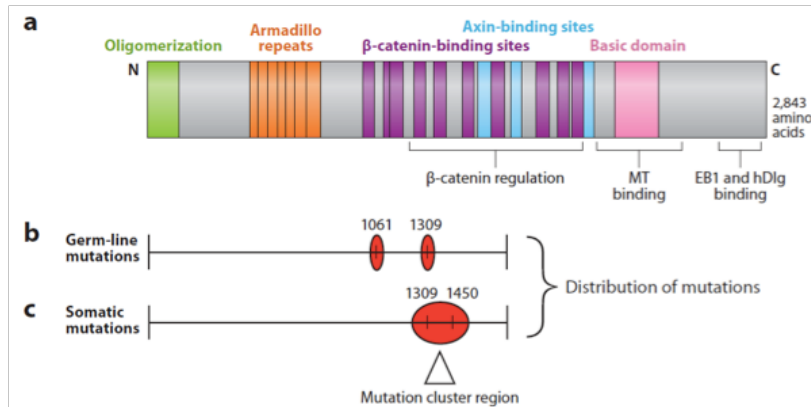 a
Oligomerization
Armadillo
repeats
β-catenin-binding sites
Axin-binding sites
Basic domain
N
C
2,843
amino
acids
β-catenin regulation
MT
binding
EB1 and hDlg
binding
b
Germ-line
mutations
1061 1309
c
Somatic
mutations
1309 1450
Distribution of mutations
Mutation cluster region